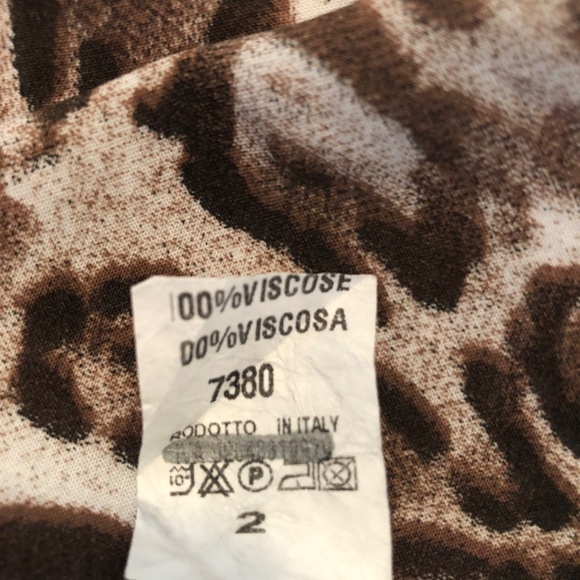 100%VISCOSE
00%VISCOSA
7380
RODOTTO IN ITALY
P
2